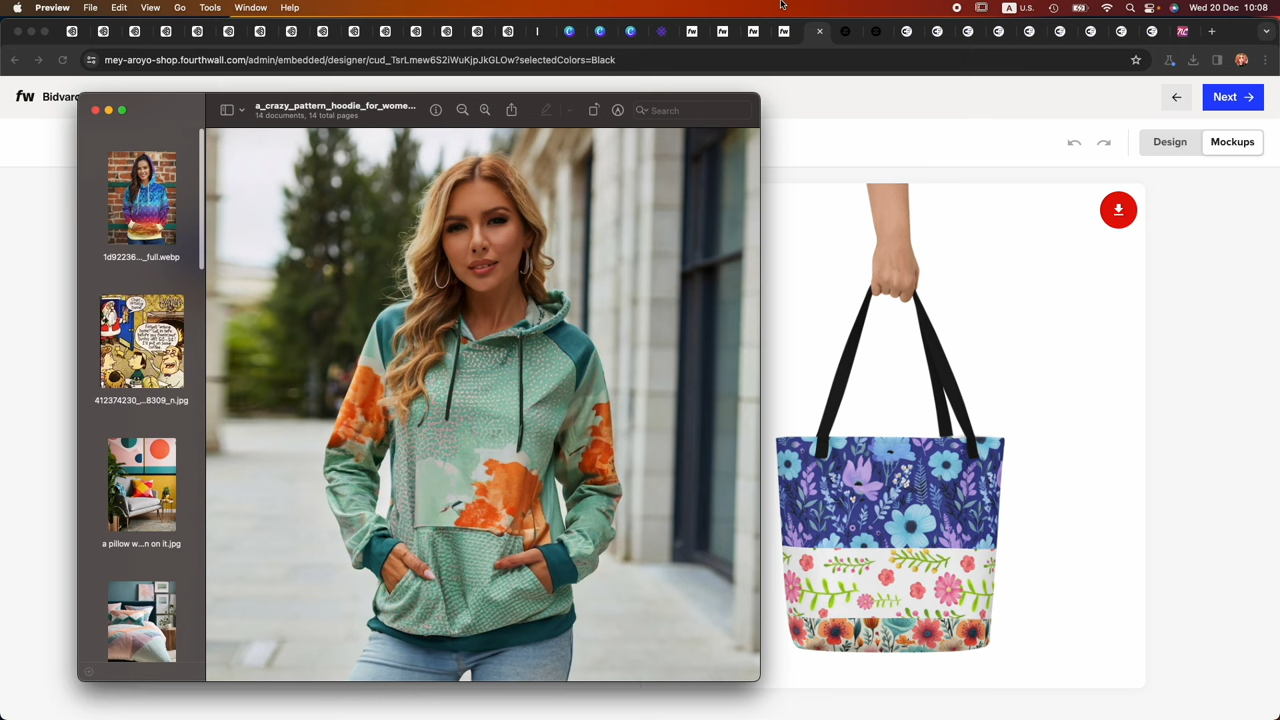 Preview File Edit View Go Tools Window Help
A U.S.
Wed 20 Dec 10:08
mey-aroyo-shop.fourthwall.com/admin/embedded/designer/cud_TsrLmew6S2iWuKjpJkGLOw?selectedColors=Black
fw Bidvaro
Next →
Design Mockups
a_crazy_pattern_hoodie_for_wome...
14 documents, 14 total pages
Search
1d92236..._full.webp
412374230_...8309_n.jpg
a pillow w...n on it.jpg